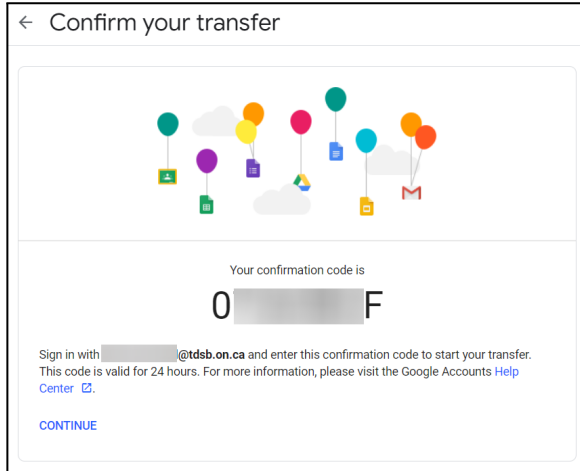 Confirm your transfer
Your confirmation code is
0 F
Sign in with @tdsb.on.ca and enter this confirmation code to start your transfer.
This code is valid for 24 hours. For more information, please visit the Google Accounts Help
Center.
CONTINUE